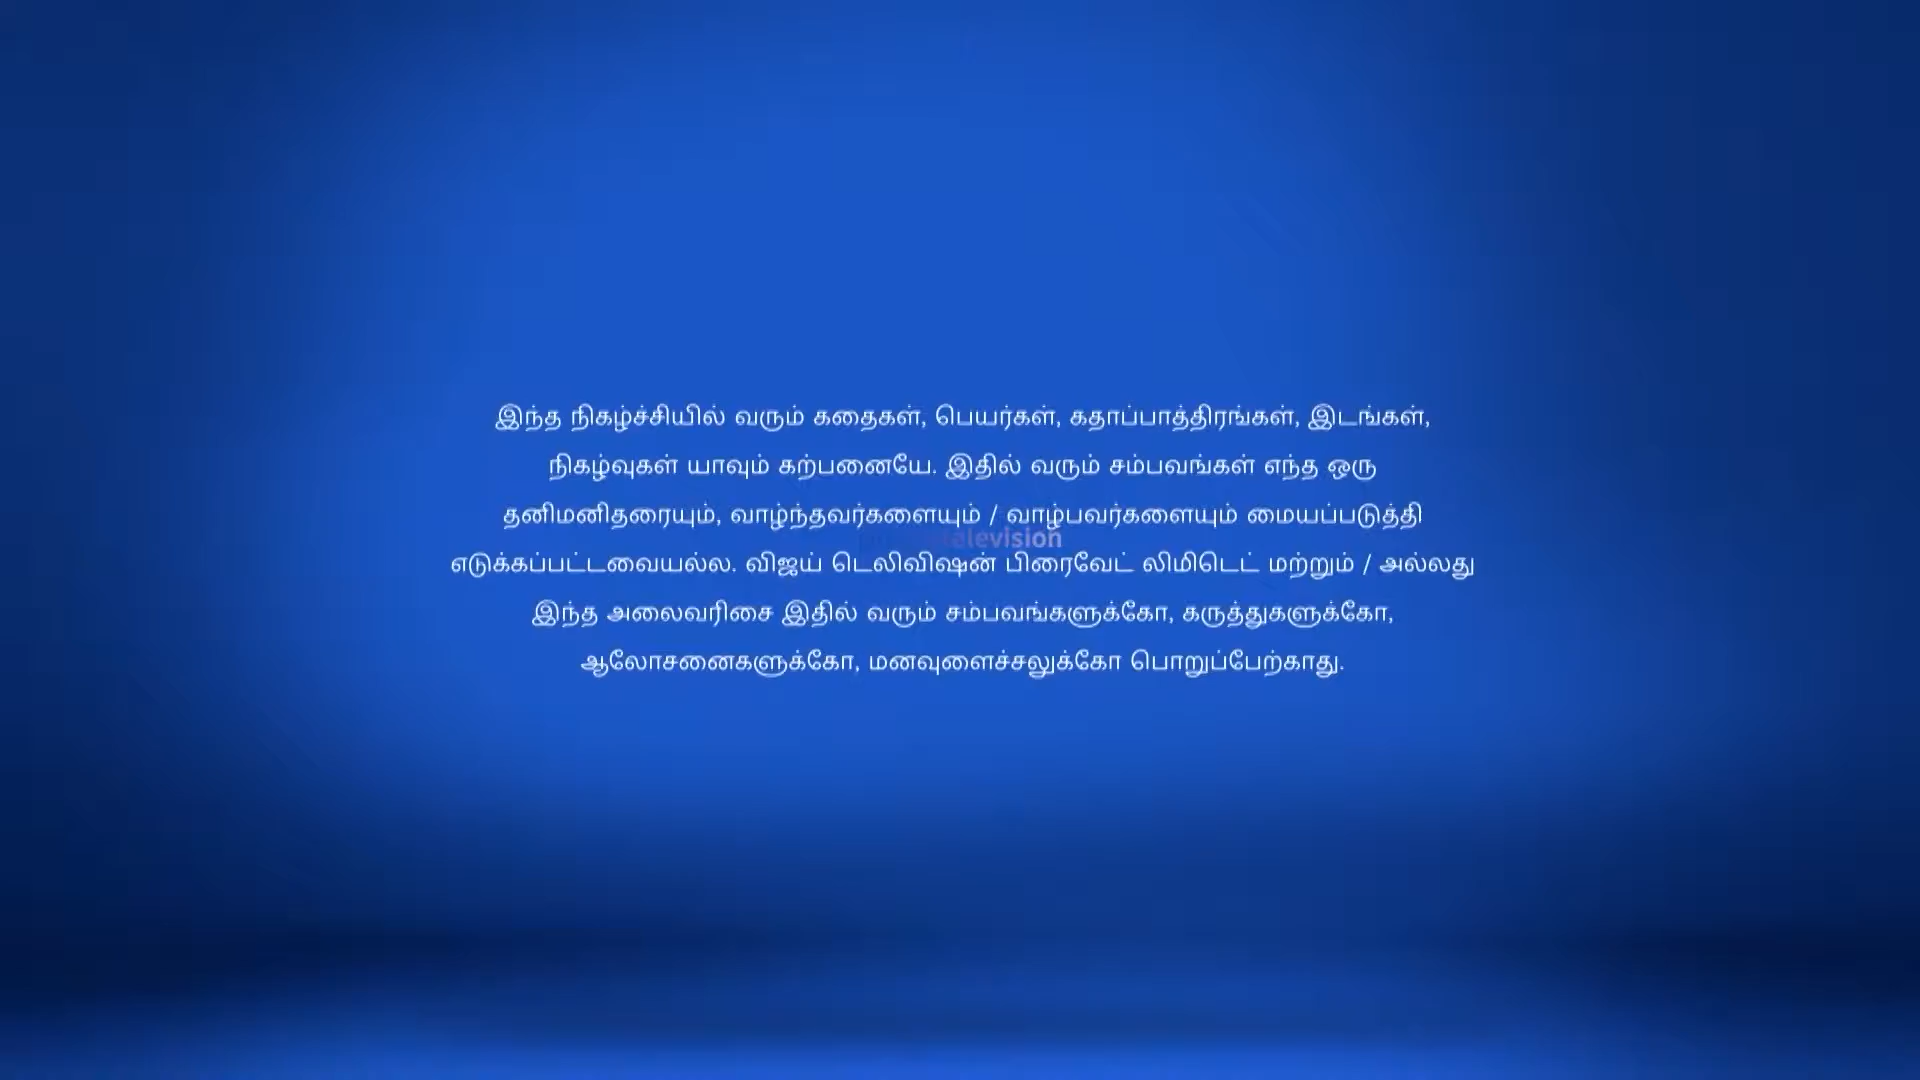 இந்த நிகழ்ச்சியில் வரும் கதைகள், பெயர்கள், கதாப்பாத்திரங்கள், இடங்கள்,
நிகழ்வுகள் யாவும் கற்பனையே. இதில் வரும் சம்பவங்கள் எந்த ஒரு
தனிமனிதரையும், வாழ்ந்தவர்களையும் / வாழ்பவர்களையும் மையப்படுத்தி
எடுக்கப்பட்டவையல்ல. விஜய் டெலிவிஷன் பிரைவேட் லிமிடெட் மற்றும் / அல்லது
இந்த அலைவரிசை இதில் வரும் சம்பவங்களுக்கோ, கருத்துகளுக்கோ,
ஆலோசனைகளுக்கோ, மனவுளைச்சலுக்கோ பொறுப்பேற்காது.